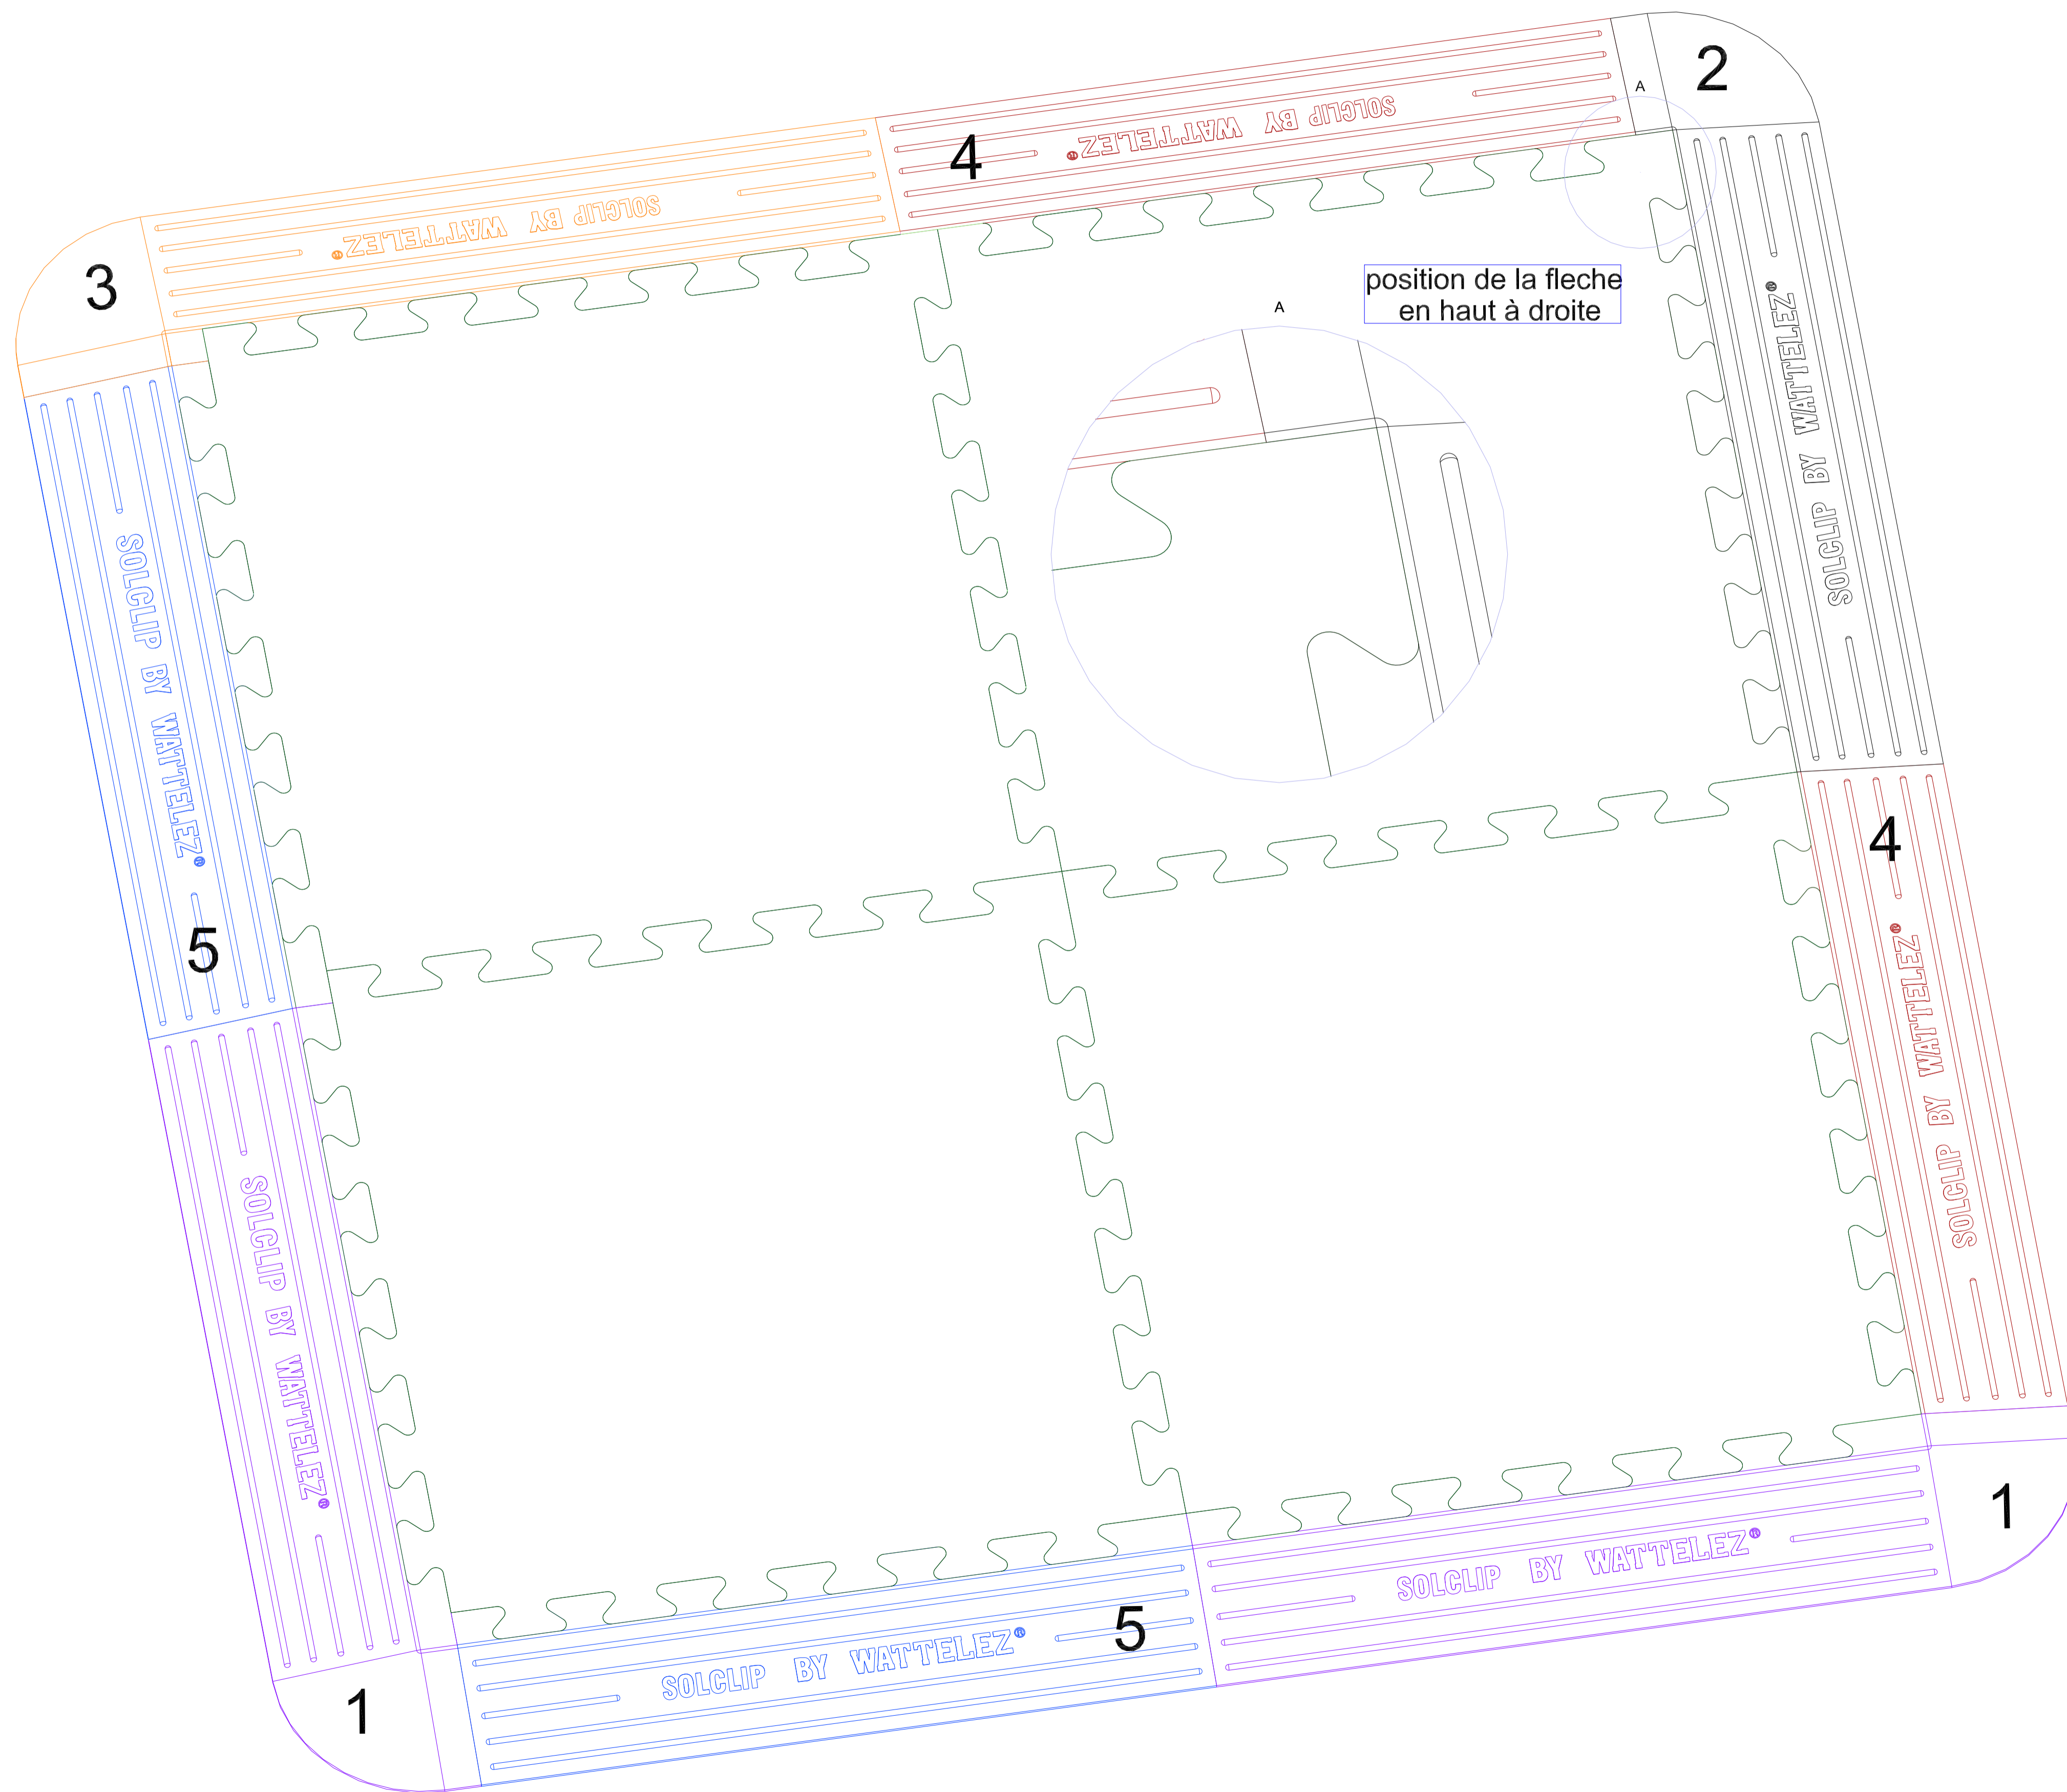 2
A
4
SOLCLIP BY WATTELEZ®
SOLCLIP BY WATTELEZ®
3
position de la fleche
en haut à droite
A
SOLCLIP BY WATTELEZ®
SOLCLIP BY WATTELEZ®
4
5
SOLCLIP BY WATTELEZ®
SOLCLIP BY WATTELEZ®
1
SOLCLIP BY WATTELEZ®
5
SOLCLIP BY WATTELEZ®
1